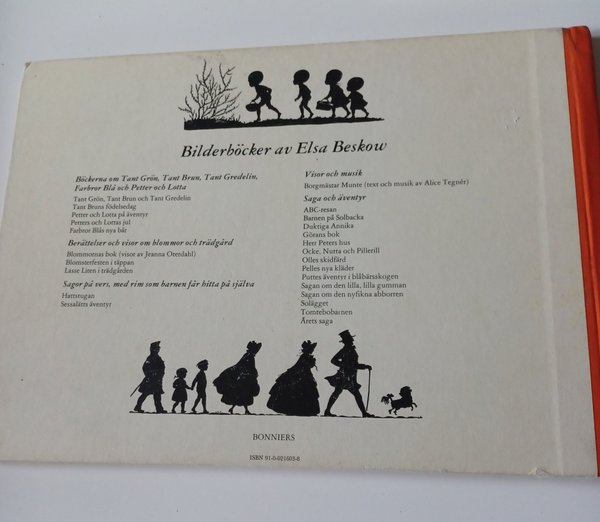 Bilderböcker av Elsa Beskow
Böckerna om Tant Grön, Tant Brun, Tant Gredelin,
Farbror Blå och Petter och Lotta
Tant Grön, Tant Brun och Tant Gredelin
Tant Bruns födelsedag
Petter och Lotta på äventyr
Petters och Lottas jul
Farbror Blås nya båt
Berättelser och visor om blommor och trädgård
Blommornas bok (visor av Jeanna Oterdahl)
Blomsterfesten i täppan
Lasse Liten i trädgården
Sagor på vers, med rim som barnen får hitta på själva
Hattstugan
Sessalätts äventyr
Visor och musik
Borgmästar Munte (text och musik av Alice Tegnér)
Saga och äventyr
ABC-resan
Barnen på Solbacka
Duktiga Annika
Görans bok
Herr Peters hus
Ocke, Nutta och Pillerill
Olles skidfärd
Pelles nya kläder
Puttes äventyr i blåbärsskogen
Sagan om den lilla, lilla gumman
Sagan om den nyfikna abborren
Solägget
Tomtebobarnen
Årets saga
BONNIERS
ISBN 91-0-021603-8